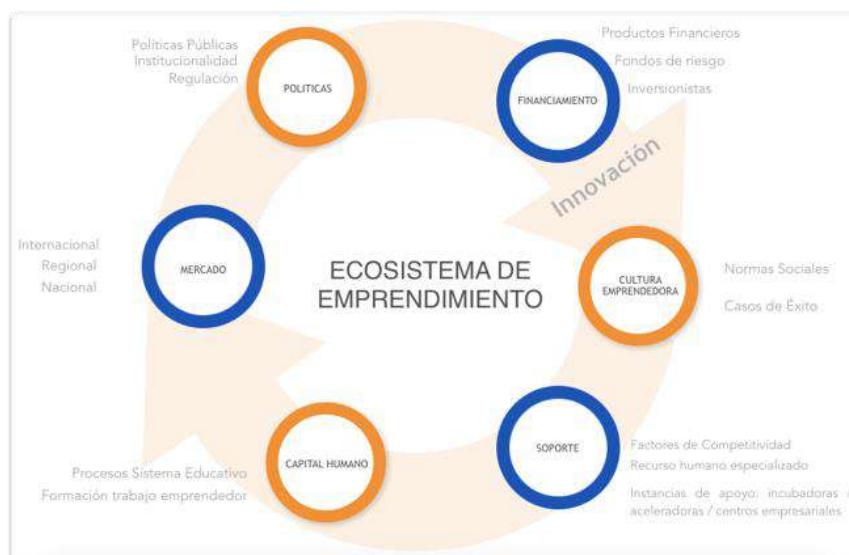 Políticas Públicas
Institucionalidad
Regulación
POLITICAS
Productos Financieros
Fondos de riesgo
Inversionistas
FINANCIAMIENTO
Innovación
Internacional
Regional
Nacional
MERCADO
ECOSISTEMA DE
EMPRENDIMIENTO
CULTURA
EMPRENDEDORA
Normas Sociales
Casos de Éxito
Procesos Sistema Educativo
Formación trabajo emprendedor
CAPITAL HUMANO
SOPORTE
Factores de Competitividad
Recurso humano especializado
Instancias de apoyo: incubadoras
aceleradoras / centros empresariales